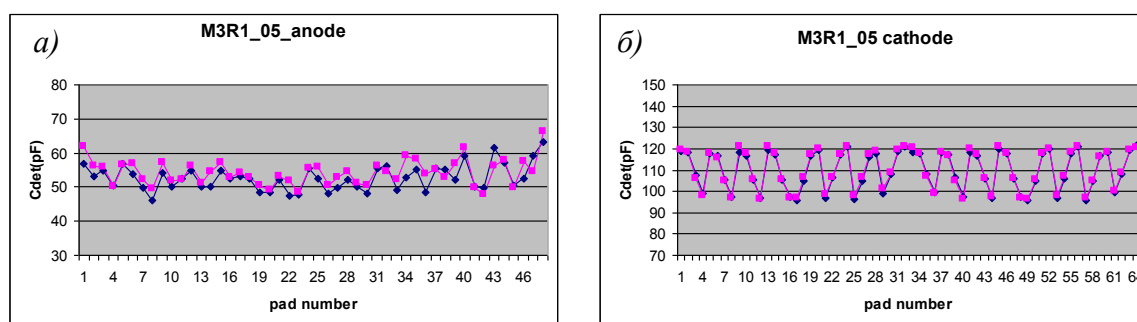 а)
M3R1_05_anode
Cdet(pF)
80
70
60
50
40
30
1 4 7 10 13 16 19 22 25 28 31 34 37 40 43 46
pad number
б)
M3R1_05 cathode
Cdet(pF)
150
140
130
120
110
100
90
80
70
1 4 7 10 13 16 19 22 25 28 31 34 37 40 43 46 49 52 55 58 61 64
pad number